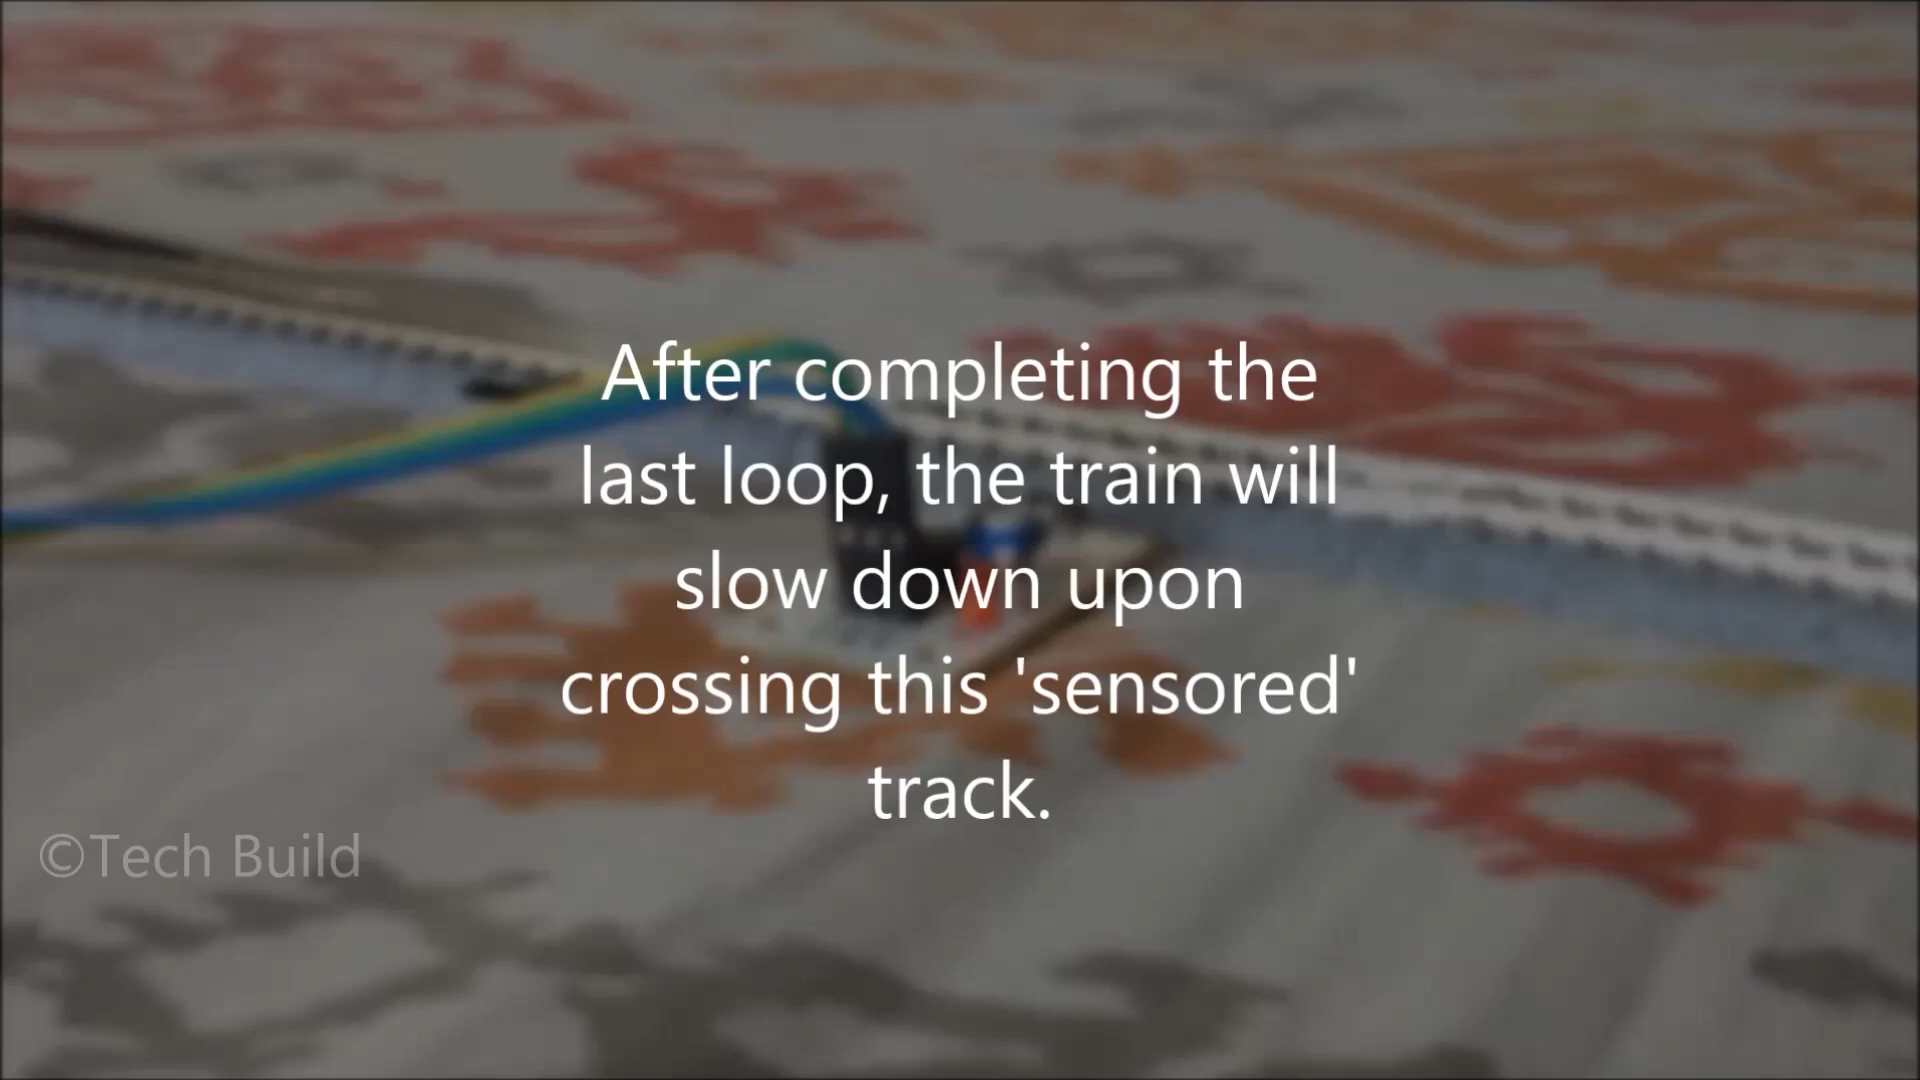 After completing the
last loop, the train will
slow down upon
crossing this 'sensored'
track.
©Tech Build